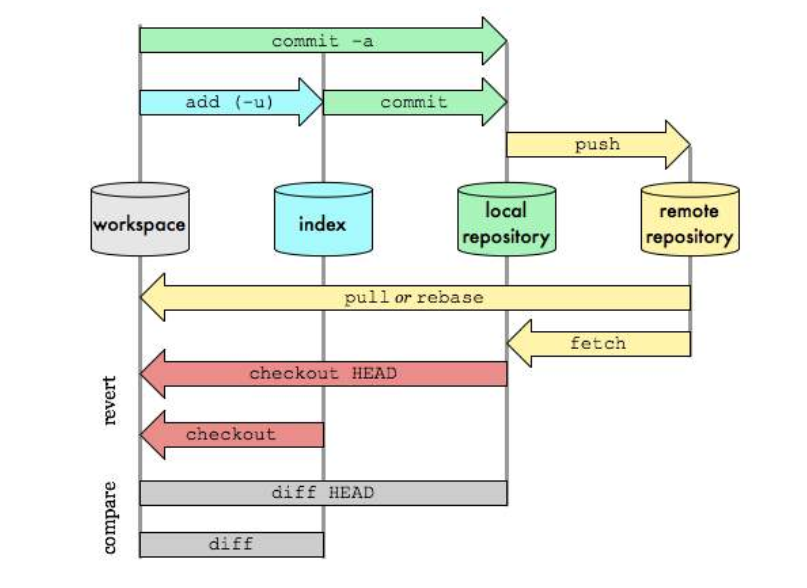 commit -a
add (-u)
commit
push
workspace
index
local
repository
remote
repository
pull or rebase
fetch
revert
checkout HEAD
checkout
compare
diff HEAD
diff